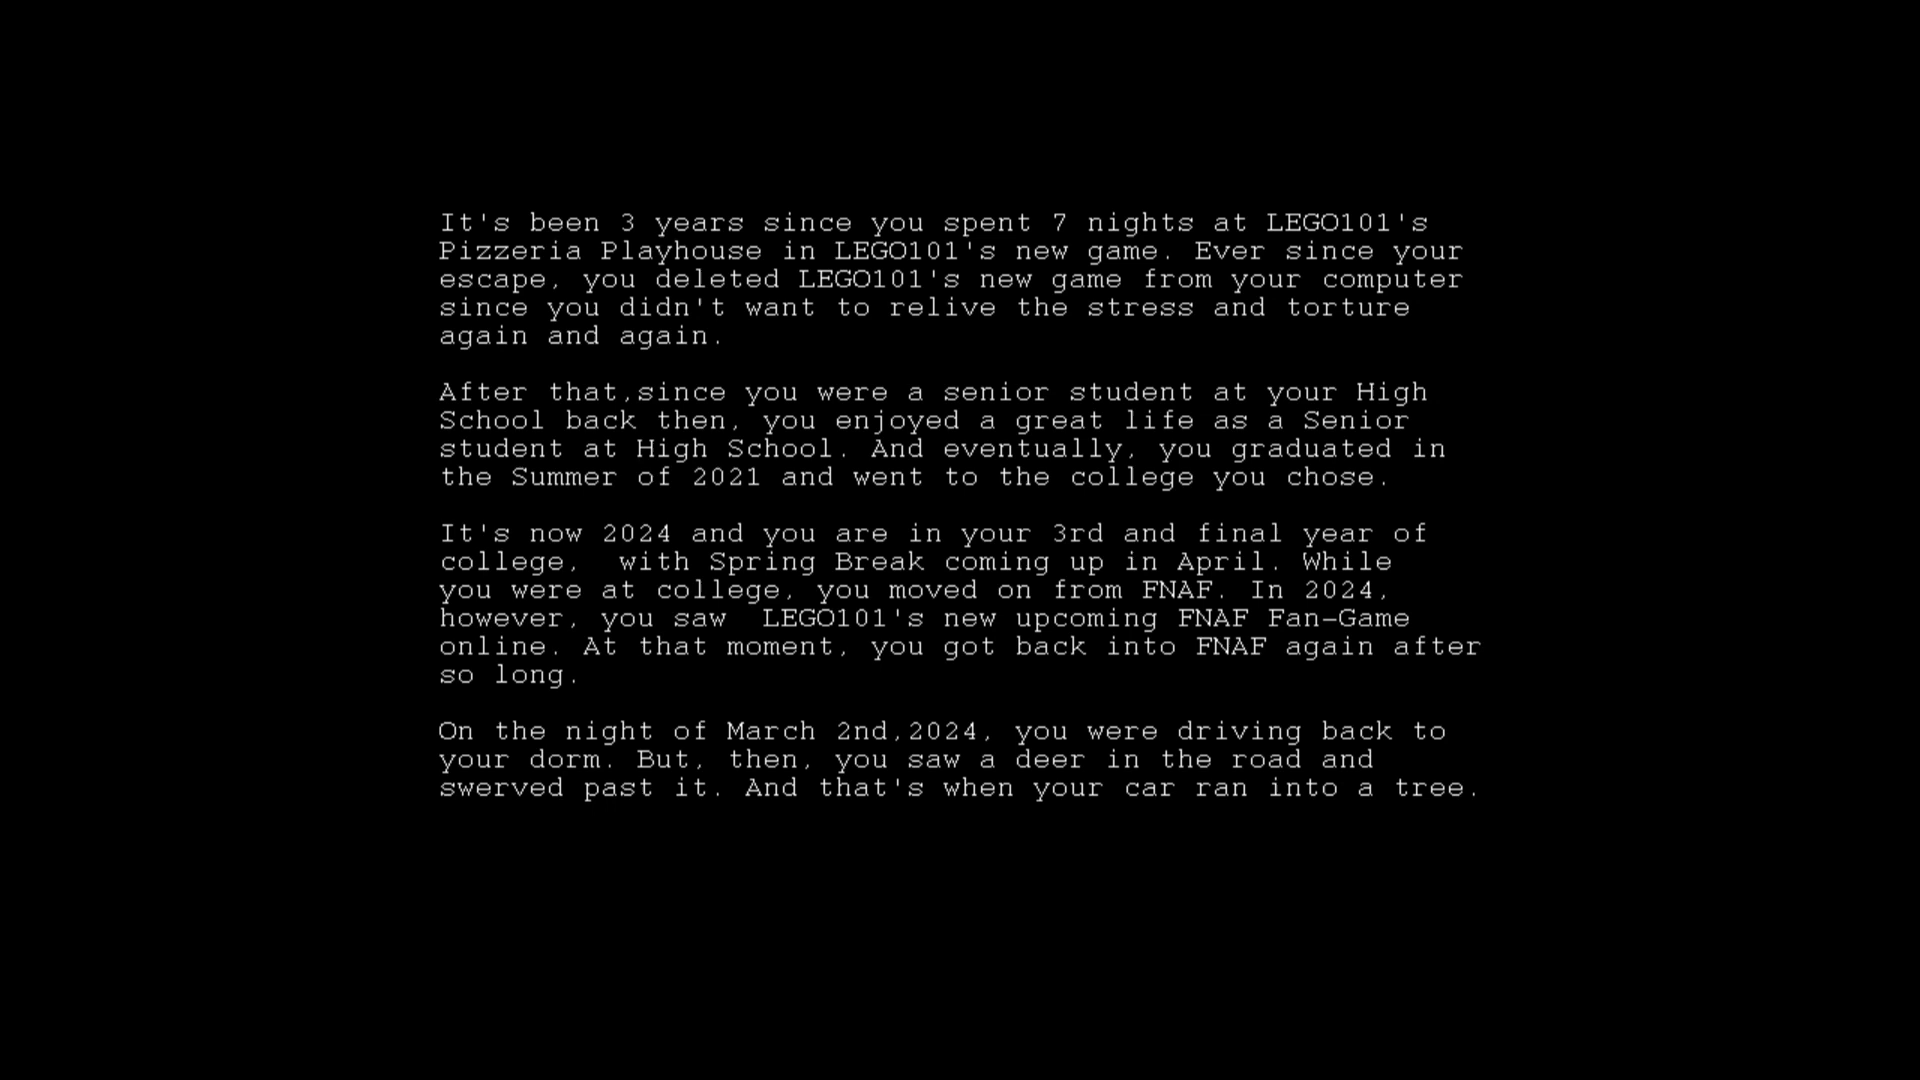 It's been 3 years since you spent 7 nights at LEGO101's
Pizzeria Playhouse in LEGO101's new game. Ever since your
escape, you deleted LEGO101's new game from your computer
since you didn't want to relive the stress and torture
again and again.
After that,since you were a senior student at your High
School back then, you enjoyed a great life as a Senior
student at High School. And eventually, you graduated in
the Summer of 2021 and went to the college you chose.
It's now 2024 and you are in your 3rd and final year of
college,  with Spring Break coming up in April. While
you were at college, you moved on from FNAF. In 2024,
however, you saw  LEGO101's new upcoming FNAF Fan-Game
online. At that moment, you got back into FNAF again after
so long.
On the night of March 2nd,2024, you were driving back to
your dorm. But, then, you saw a deer in the road and
swerved past it. And that's when your car ran into a tree.